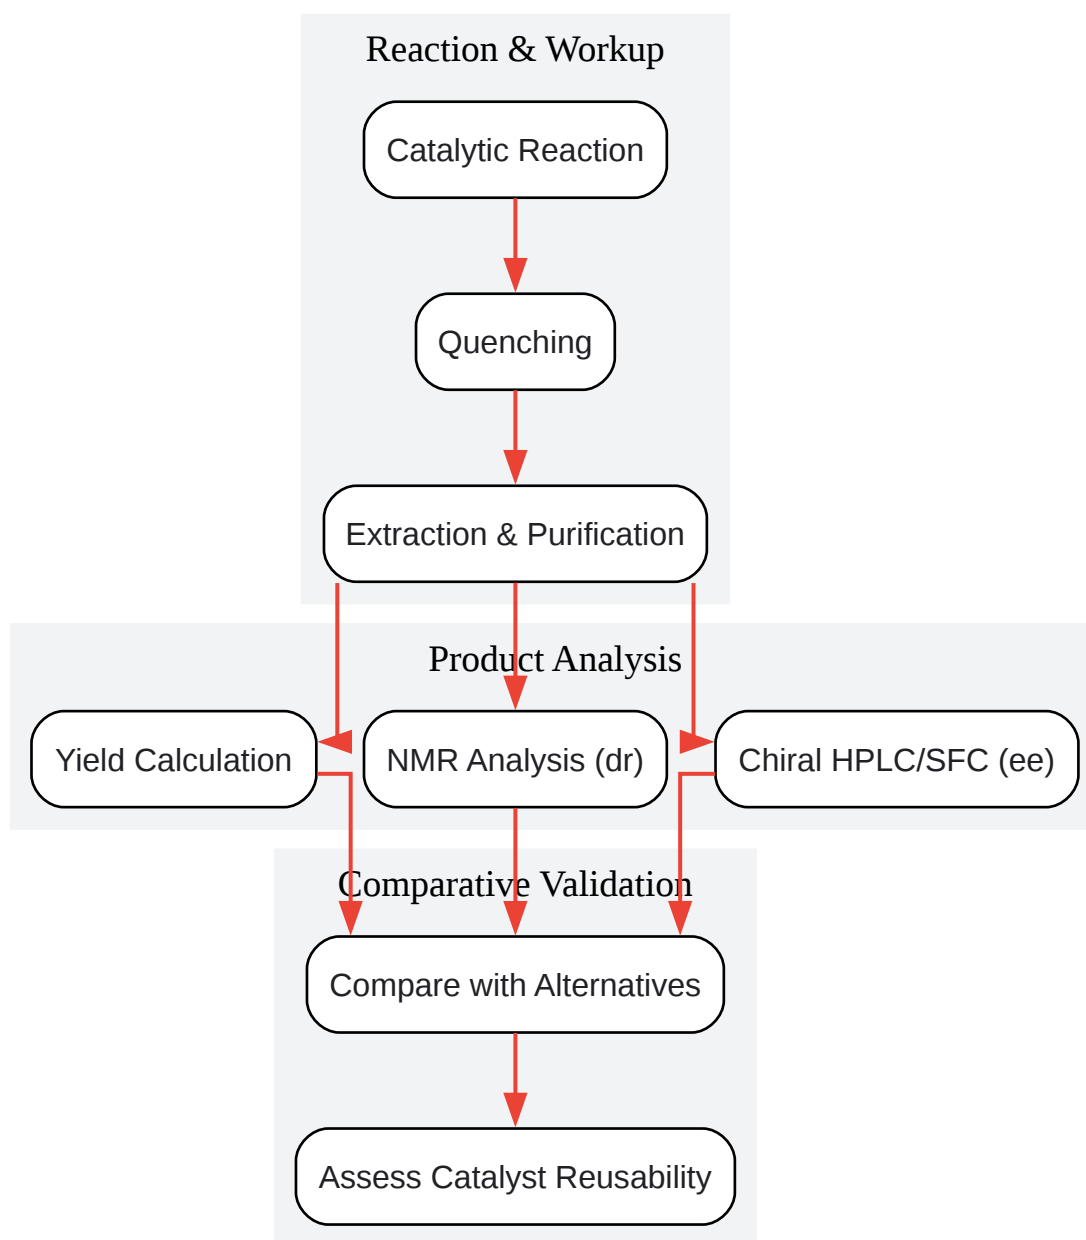 Reaction & Workup
Catalytic Reaction
Quenching
Extraction & Purification
Product Analysis
Yield Calculation
NMR Analysis (dr)
Chiral HPLC/SFC (ee)
Comparative Validation
Compare with Alternatives
Assess Catalyst Reusability